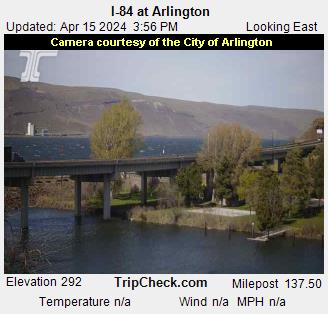 I-84 at Arlington
Updated: Apr 15 2024 3:56 PM Looking East
Camera courtesy of the City of Arlington
Elevation 292 TripCheck.com Milepost 137.50
Temperature n/a Wind n/a MPH n/a